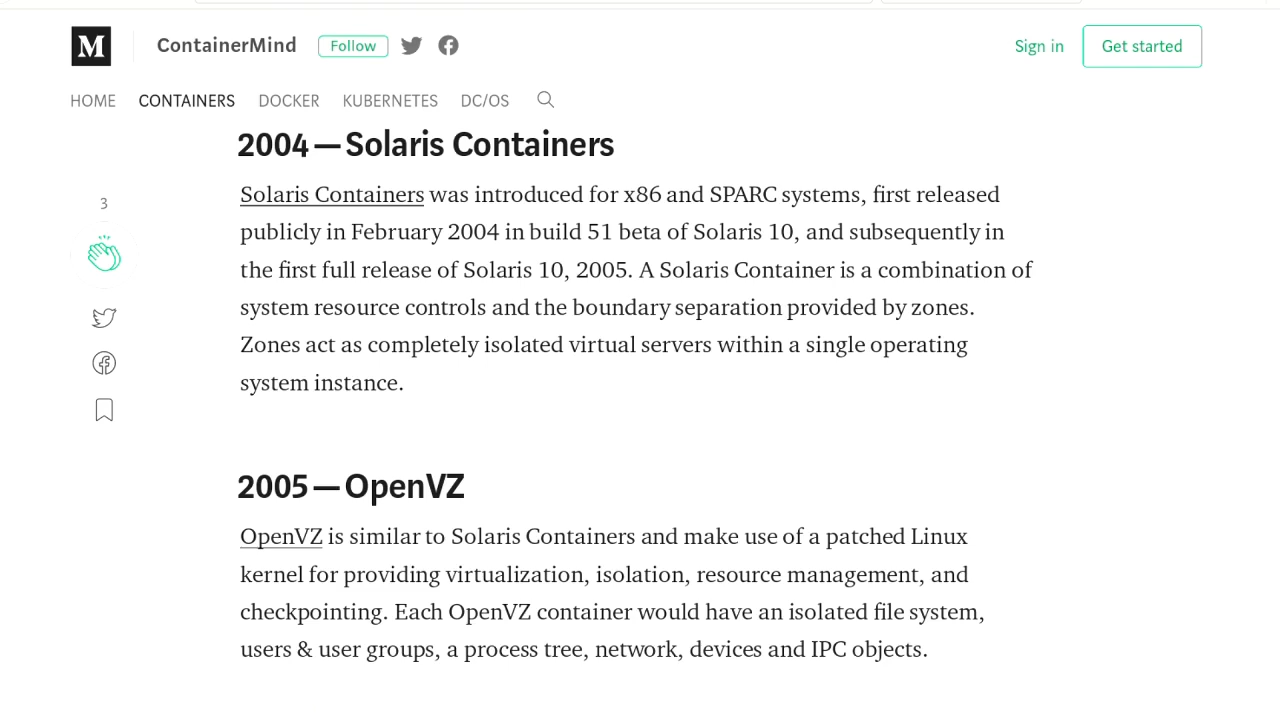 M
ContainerMind
Follow
Sign in
Get started
HOME
CONTAINERS
DOCKER
KUBERNETES
DC/OS
2004 — Solaris Containers
Solaris Containers was introduced for x86 and SPARC systems, first released
publicly in February 2004 in build 51 beta of Solaris 10, and subsequently in
the first full release of Solaris 10, 2005. A Solaris Container is a combination of
system resource controls and the boundary separation provided by zones.
Zones act as completely isolated virtual servers within a single operating
system instance.
3
2005 — OpenVZ
OpenVZ is similar to Solaris Containers and make use of a patched Linux
kernel for providing virtualization, isolation, resource management, and
checkpointing. Each OpenVZ container would have an isolated file system,
users & user groups, a process tree, network, devices and IPC objects.